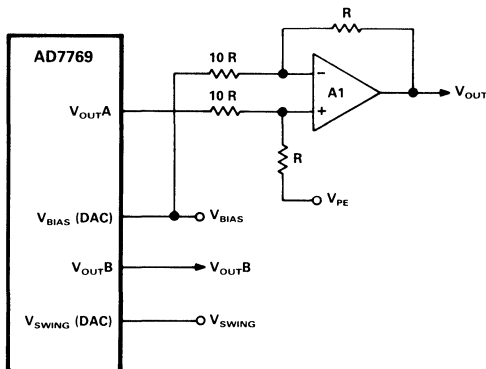 R
AD7769
10 R
−
A1
V_OUT
10 R
+
V_OUT A
R
V_PE
V_BIAS (DAC)
V_BIAS
V_OUT B
V_OUT B
V_SWING (DAC)
V_SWING